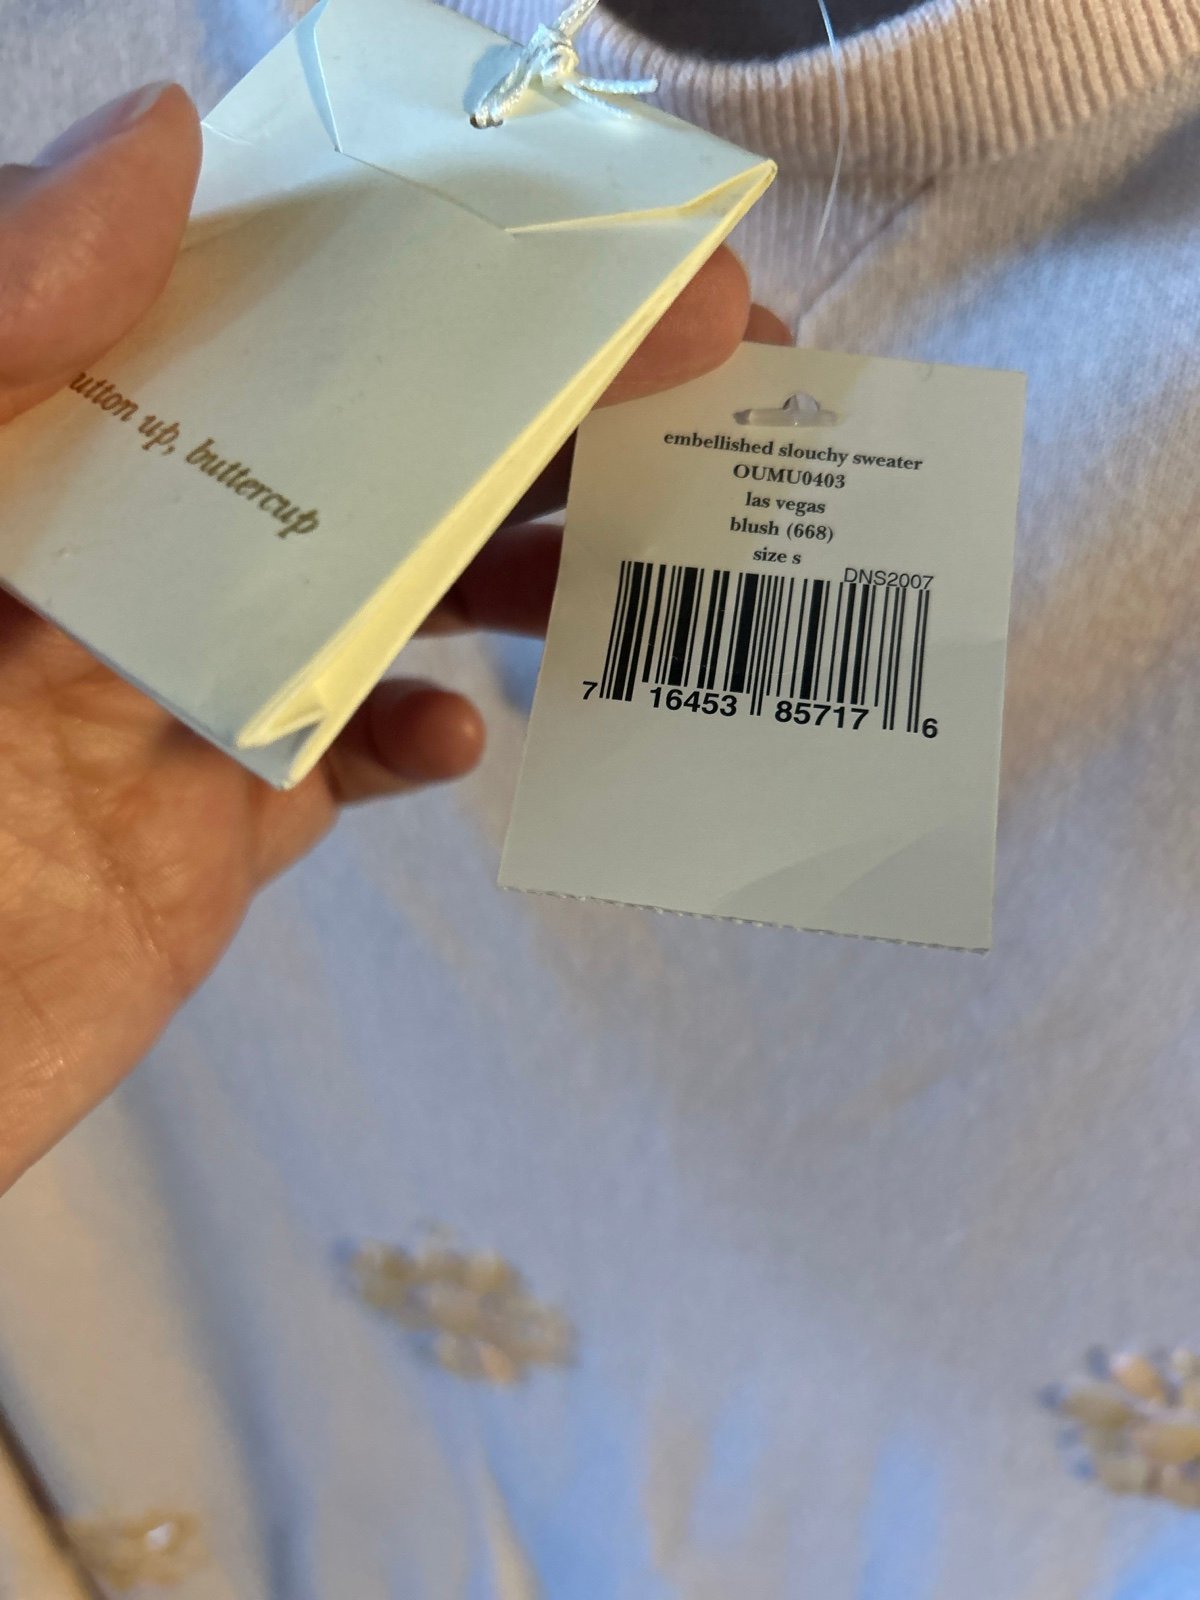 utton up, buttercup
embellished slouchy sweater
OUMU0403
las vegas
blush (668)
size s
DNS2007
7 16453 85717 6